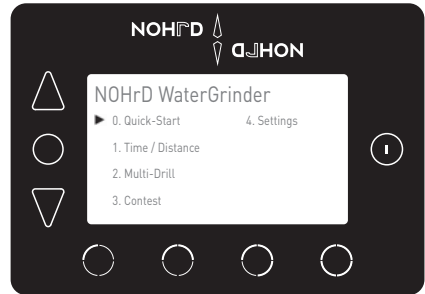 NOHrD
NOHrD
NOHrD WaterGrinder
0. Quick-Start 4. Settings
1. Time / Distance
2. Multi-Drill
3. Contest